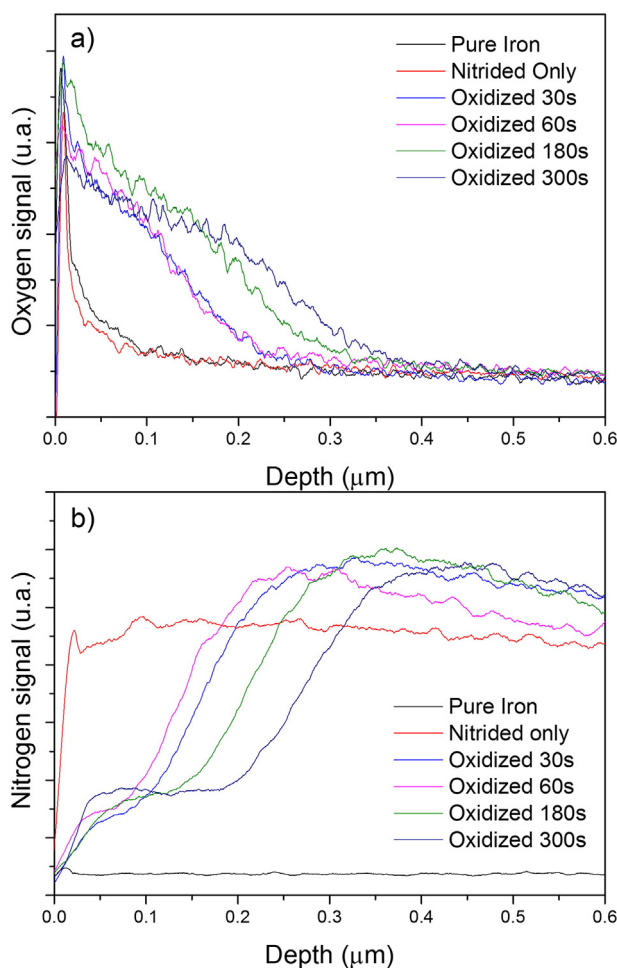 a)
Pure Iron
Nitrided Only
Oxidized 30s
Oxidized 60s
Oxidized 180s
Oxidized 300s
Oxygen signal (u.a.)
0.0 0.1 0.2 0.3 0.4 0.5 0.6
Depth (μm)
b)
Nitrogen signal (u.a.)
Pure Iron
Nitrided only
Oxidized 30s
Oxidized 60s
Oxidized 180s
Oxidized 300s
0.0 0.1 0.2 0.3 0.4 0.5 0.6
Depth (μm)